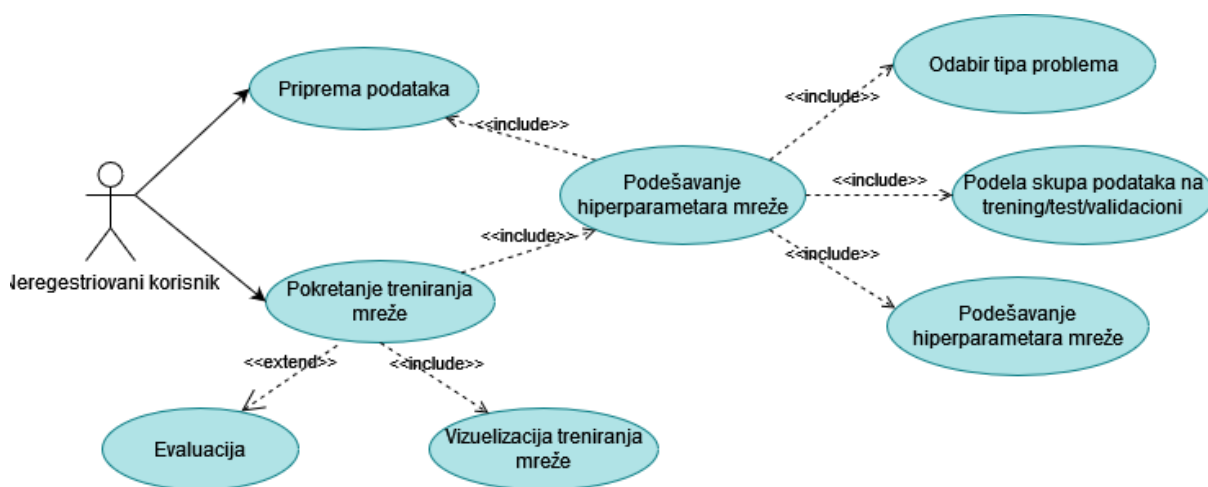 Odabir tipa problema
Priprema podataka
<<include>>
<<include>>
Podešavanje
hiperparametara mreže
<<include>>
Podela skupa podataka na
trening/test/validacioni
<<include>>
<<include>>
Neregestriovani korisnik
Pokretanje treniranja
mreže
Podešavanje
hiperparametara mreže
<<extend>>
<<include>>
Evaluacija
Vizuelizacija treniranja
mreže